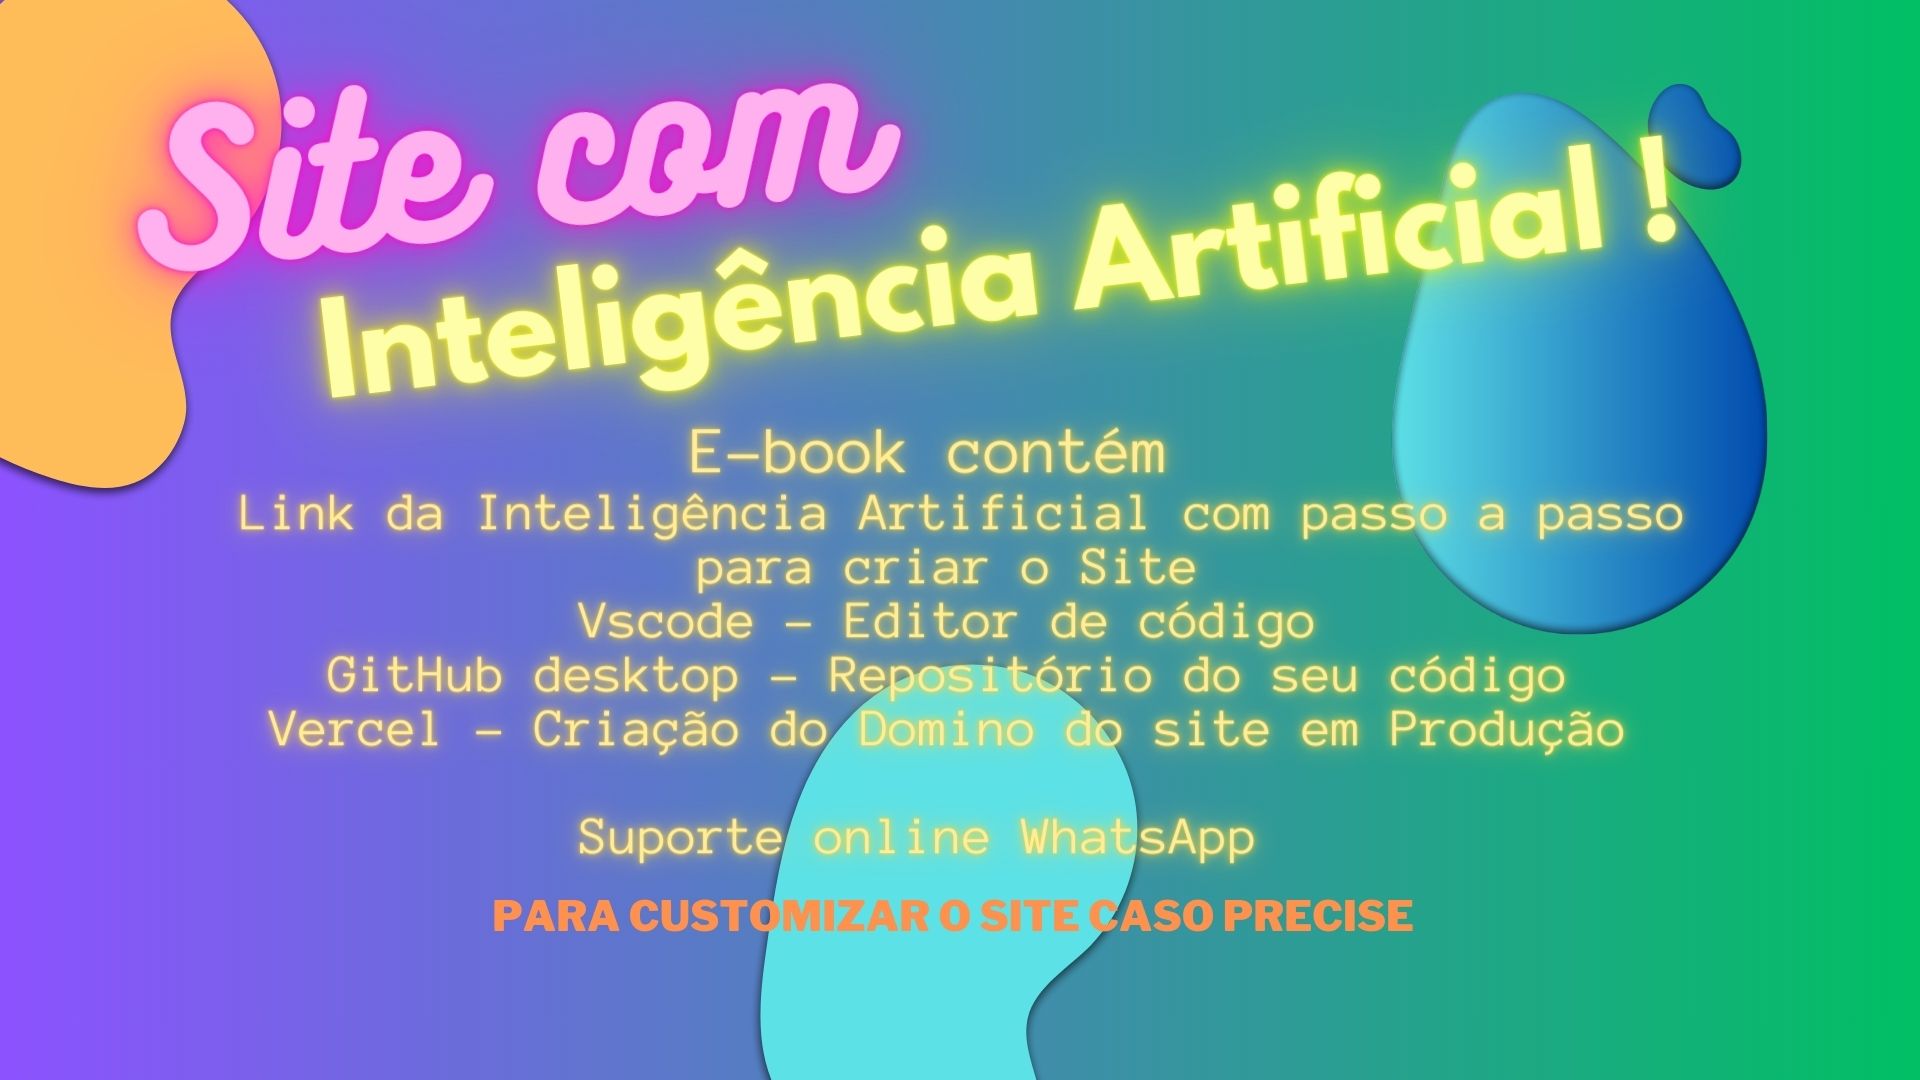 Site com
Inteligência Artificial !
E-book contém
Link da Inteligência Artificial com passo a passo
para criar o Site
Vscode - Editor de código
GitHub desktop - Repositório do seu código
Vercel - Criação do Domino do site em Produção
Suporte online WhatsApp
PARA CUSTOMIZAR O SITE CASO PRECISE